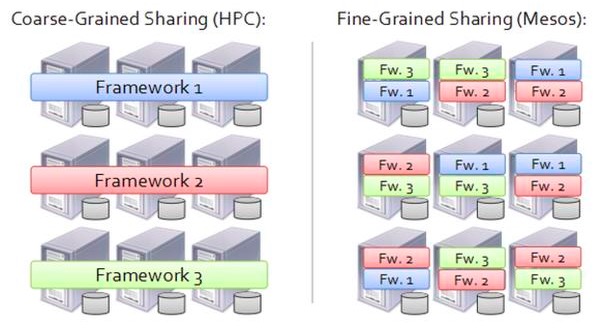 Coarse-Grained Sharing (HPC):
Framework 1
Framework 2
Framework 3
Fine-Grained Sharing (Mesos):
Fw. 3 Fw. 3 Fw. 1
Fw. 1 Fw. 2 Fw. 2
Fw. 2 Fw. 1 Fw. 1
Fw. 3 Fw. 3 Fw. 2
Fw. 2 Fw. 3 Fw. 2
Fw. 1 Fw. 2 Fw. 3